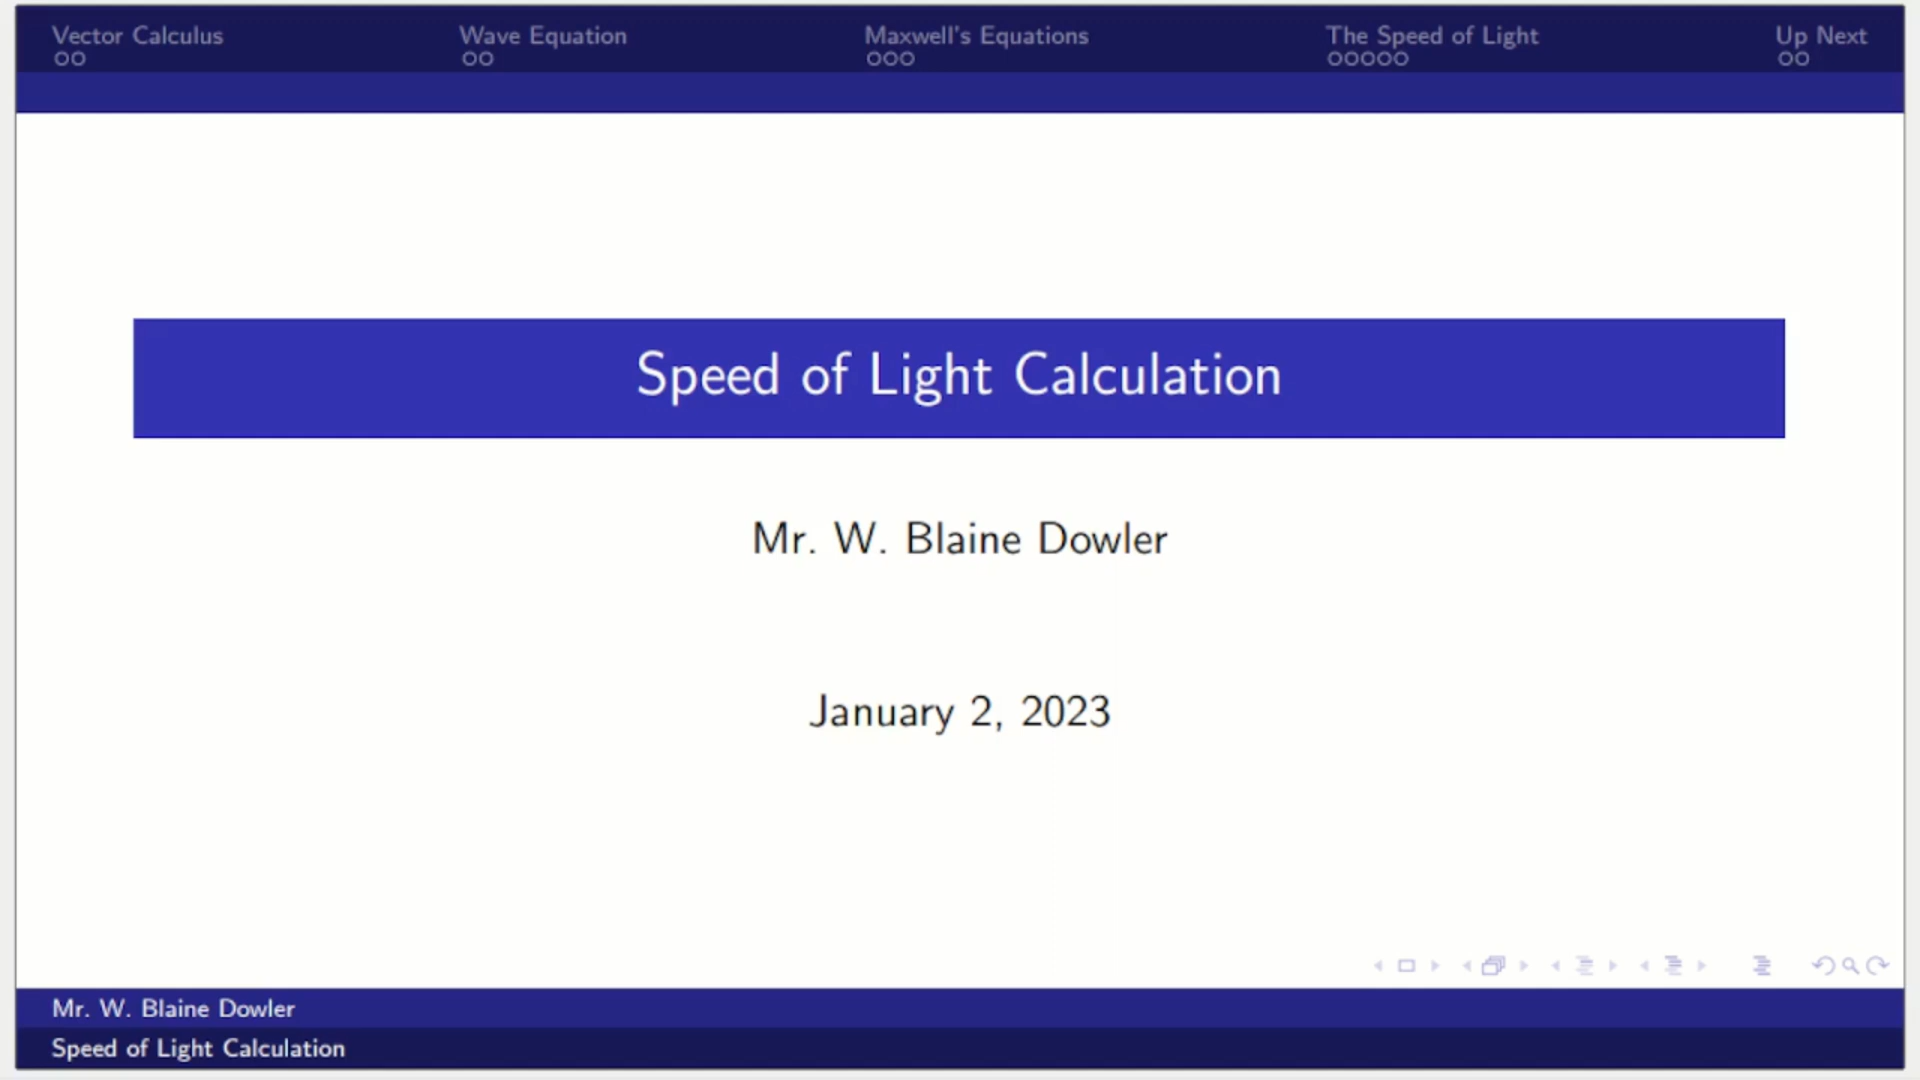 Vector Calculus Wave Equation Maxwell's Equations The Speed of Light Up Next
Speed of Light Calculation
Mr. W. Blaine Dowler
January 2, 2023
Mr. W. Blaine Dowler
Speed of Light Calculation